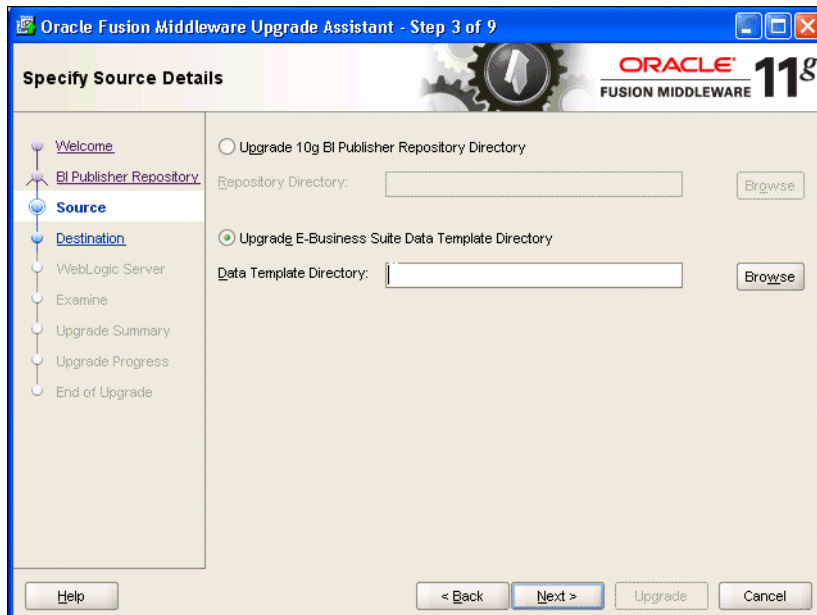 Oracle Fusion Middleware Upgrade Assistant - Step 3 of 9
Specify Source Details
ORACLE
FUSION MIDDLEWARE 11g
Welcome
BI Publisher Repository
Source
Destination
WebLogic Server
Examine
Upgrade Summary
Upgrade Progress
End of Upgrade
Upgrade 10g BI Publisher Repository Directory
Repository Directory:
Browse
Upgrade E-Business Suite Data Template Directory
Data Template Directory:
Browse
Help
< Back
Next >
Upgrade
Cancel